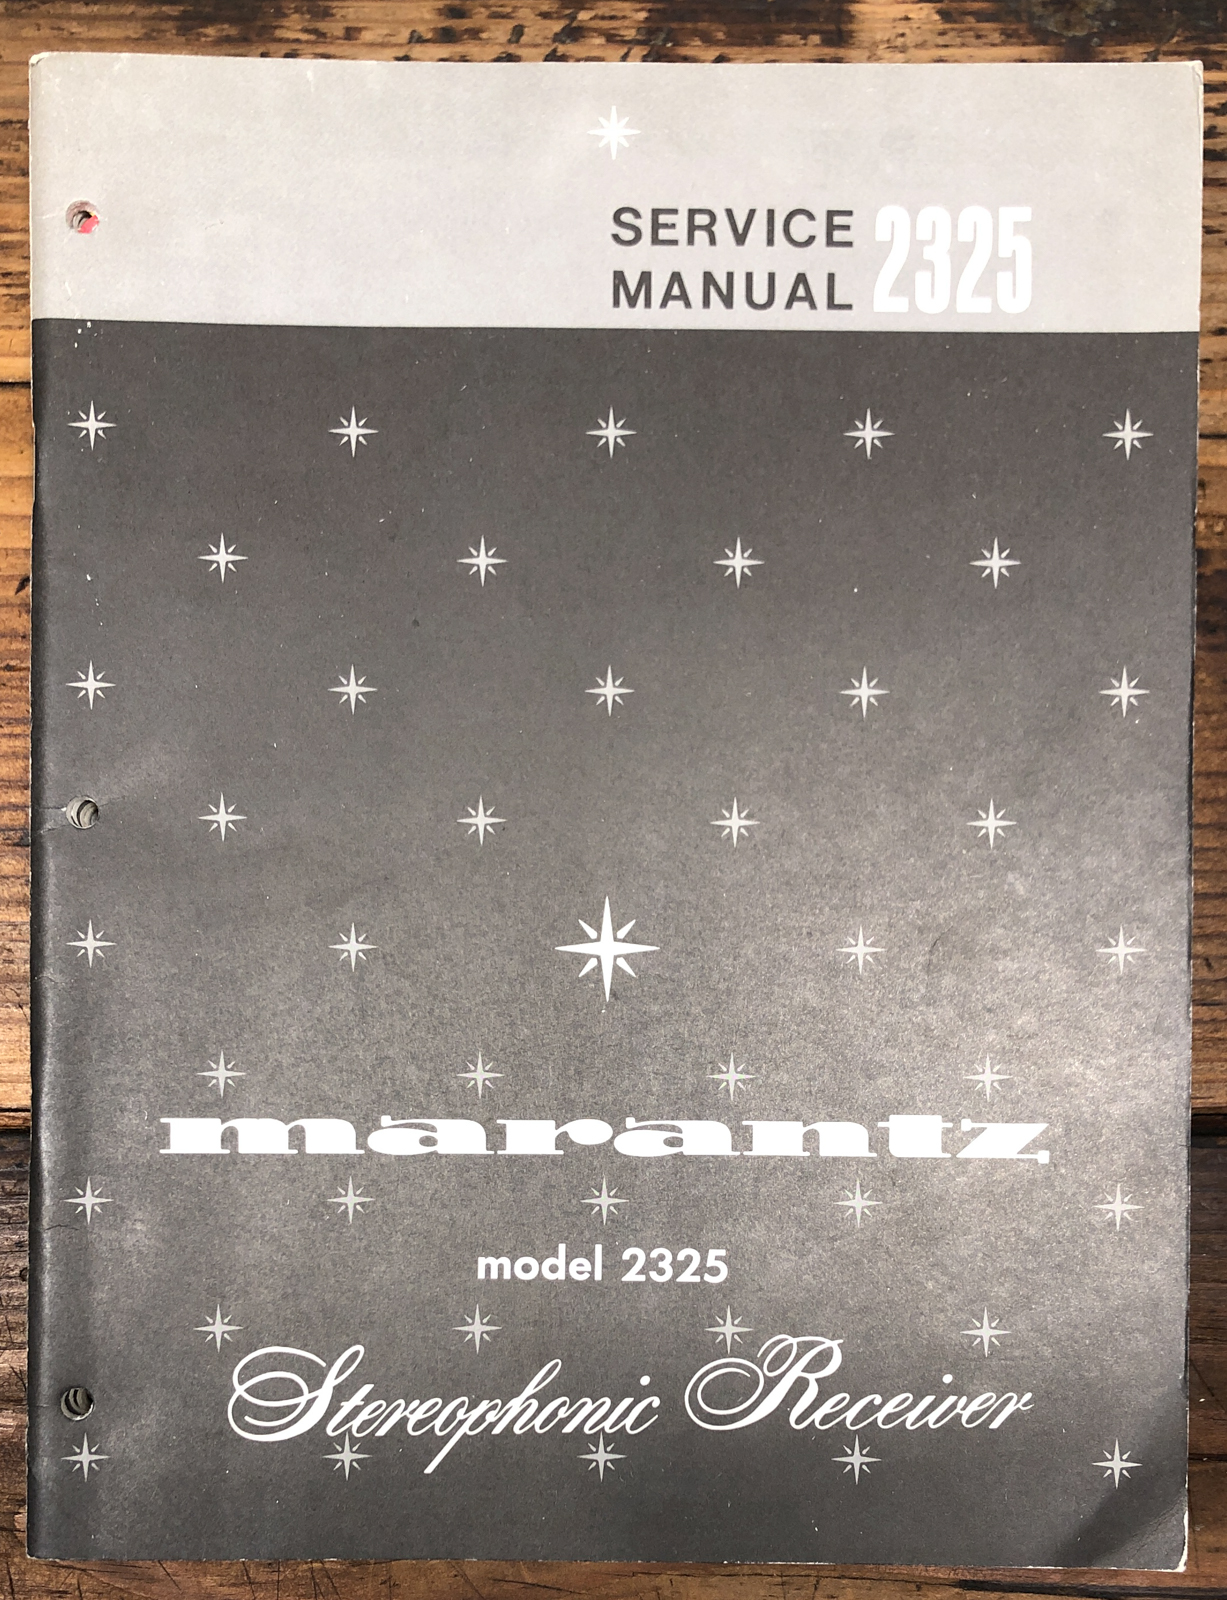 SERVICE
MANUAL 2325
marantz
model 2325
Stereophonic Receiver